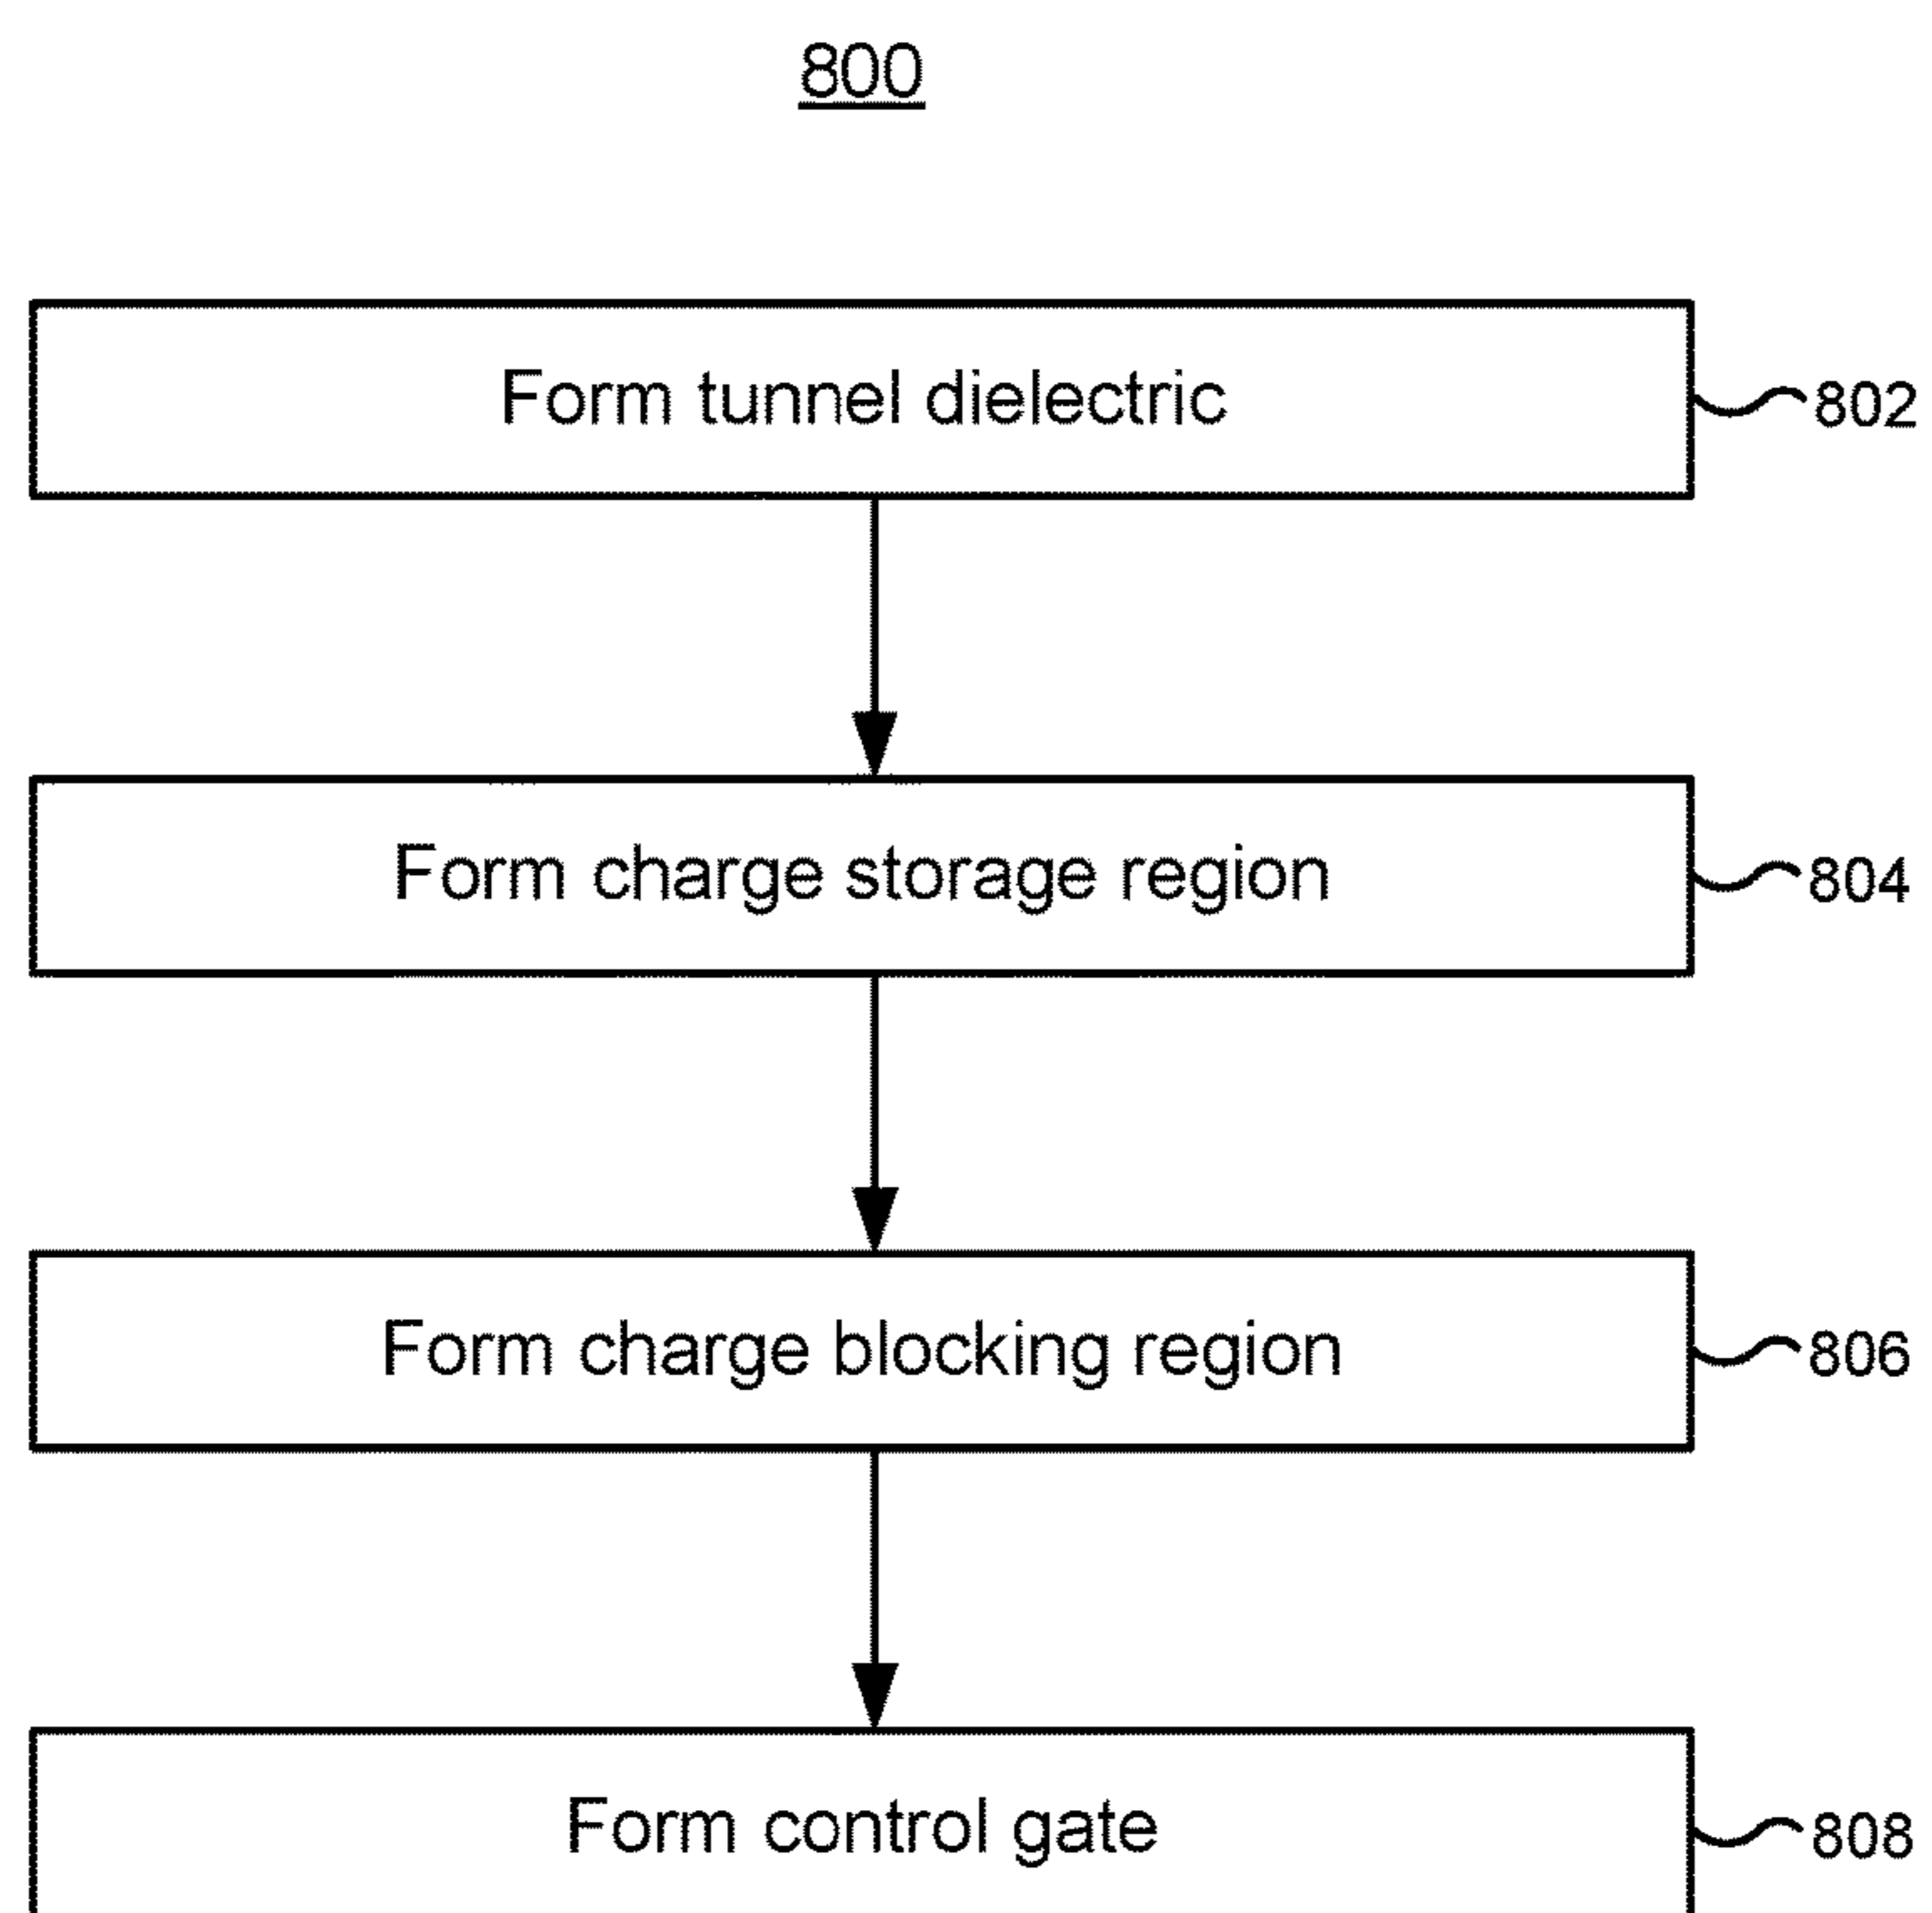 800
Form tunnel dielectric
802
Form charge storage region
804
Form charge blocking region
806
Form control gate
808